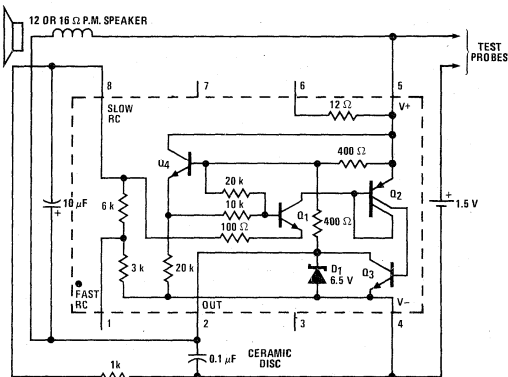 12 OR 16 Ω P.M. SPEAKER
TEST PROBES
8
7
6
5
SLOW RC
12 Ω
V+
Q4
400 Ω
20 k
Q1
Q2
10 µF
+
6 k
10 k
100 Ω
400 Ω
+
1.5 V
3 k
20 k
D1
6.5 V
Q3
FAST RC
OUT
V−
1
2
3
4
0.1 µF
CERAMIC DISC
1k